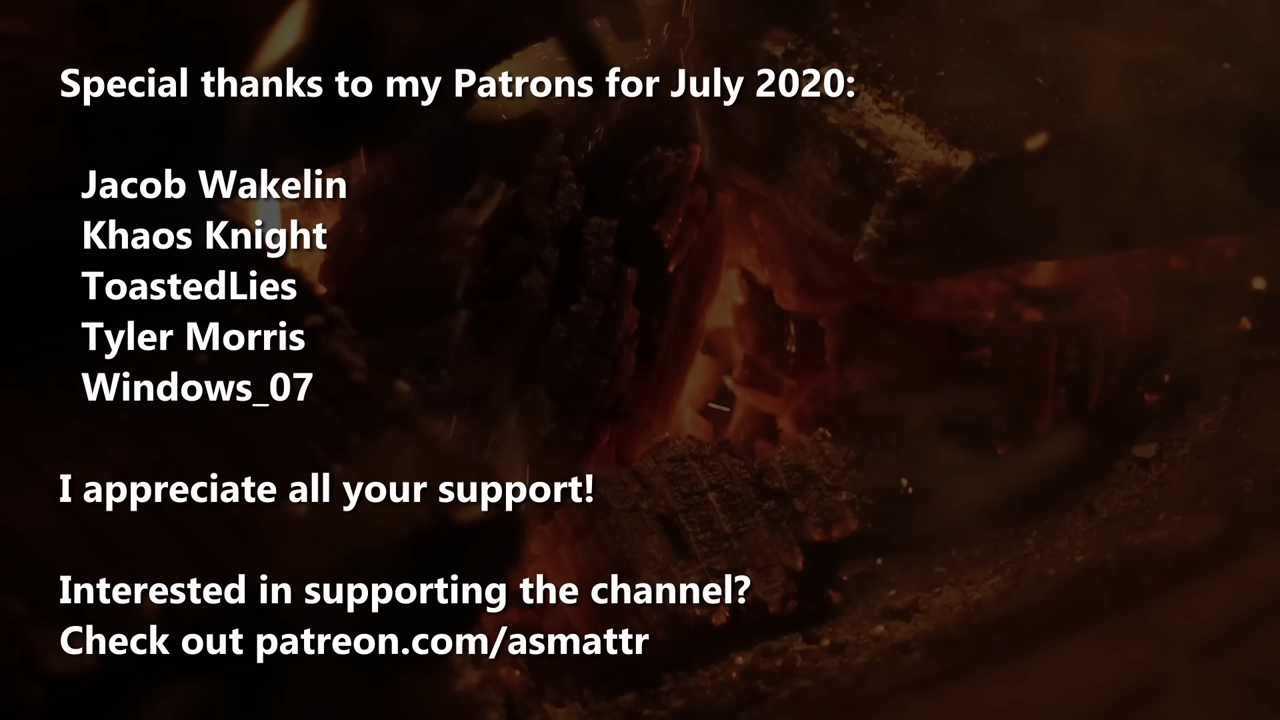 Special thanks to my Patrons for July 2020:
Jacob Wakelin
Khaos Knight
ToastedLies
Tyler Morris
Windows_07
I appreciate all your support!
Interested in supporting the channel?
Check out patreon.com/asmattr